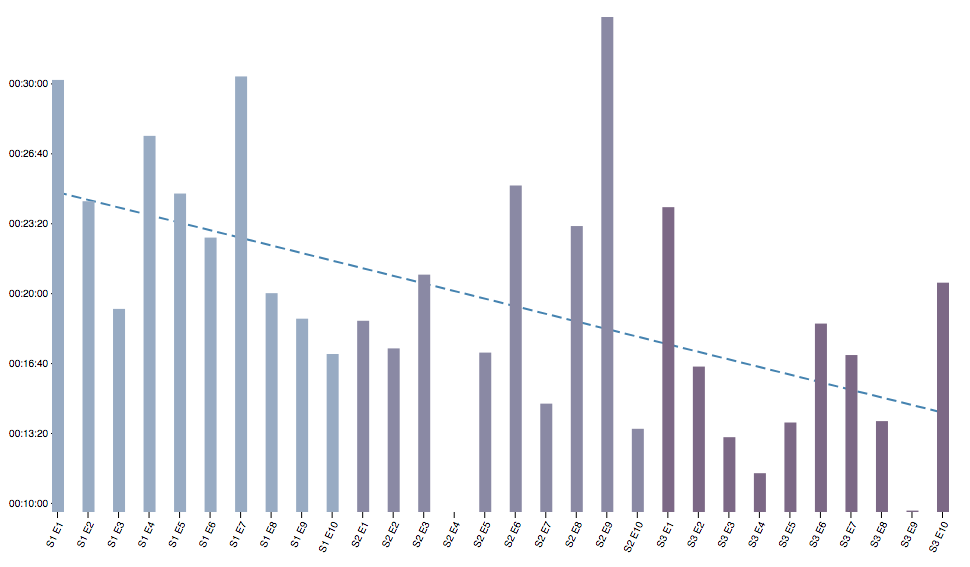 00:30:00
00:26:40
00:23:20
00:20:00
00:16:40
00:13:20
00:10:00
S1 E1
S1 E2
S1 E3
S1 E4
S1 E5
S1 E6
S1 E7
S1 E8
S1 E9
S1 E10
S2 E1
S2 E2
S2 E3
S2 E4
S2 E5
S2 E6
S2 E7
S2 E8
S2 E9
S2 E10
S3 E1
S3 E2
S3 E3
S3 E4
S3 E5
S3 E6
S3 E7
S3 E8
S3 E9
S3 E10